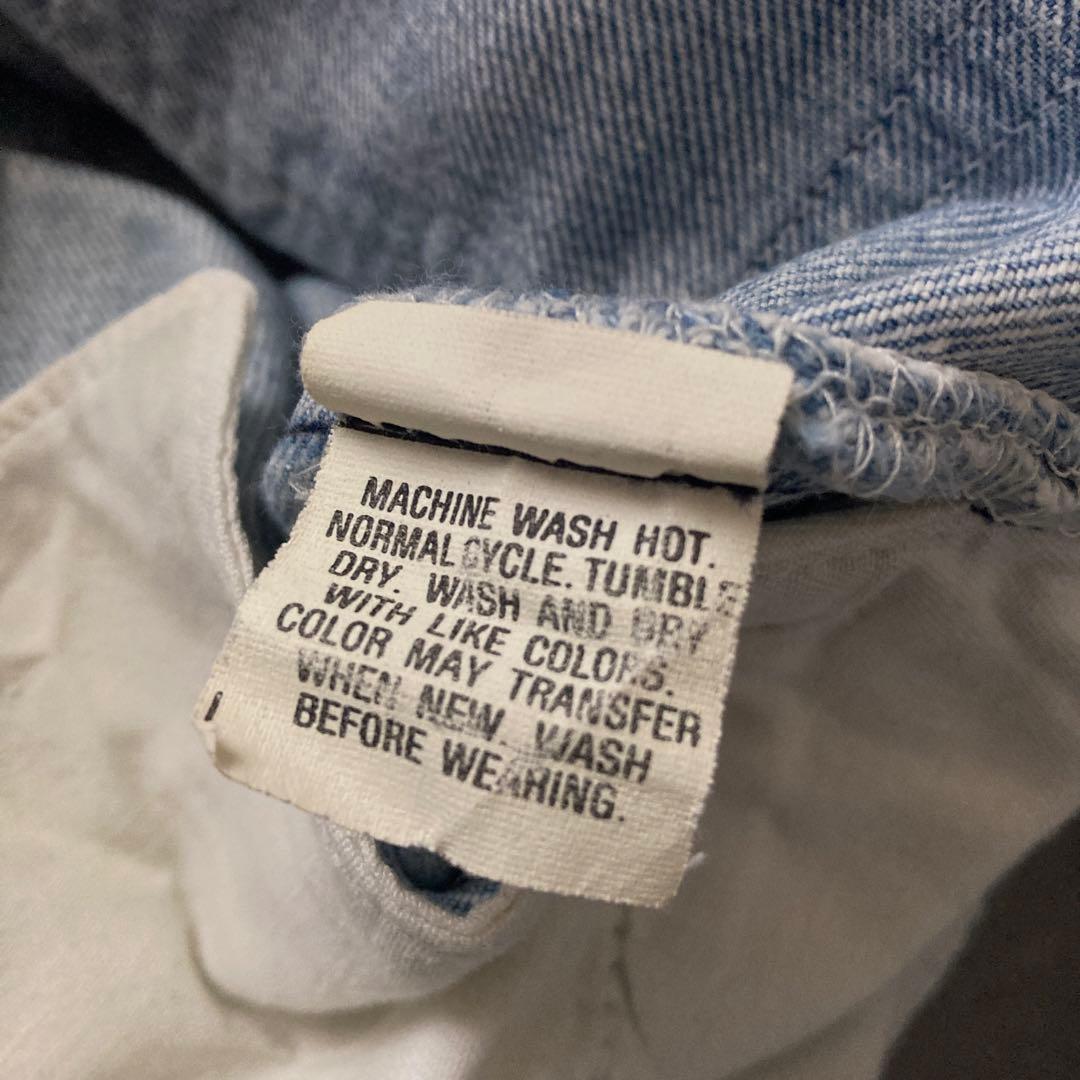 MACHINE WASH HOT.
NORMAL CYCLE. TUMBLE
DRY. WASH AND DRY
WITH LIKE COLORS.
COLOR MAY TRANSFER
WHEN NEW. WASH
BEFORE WEARING.